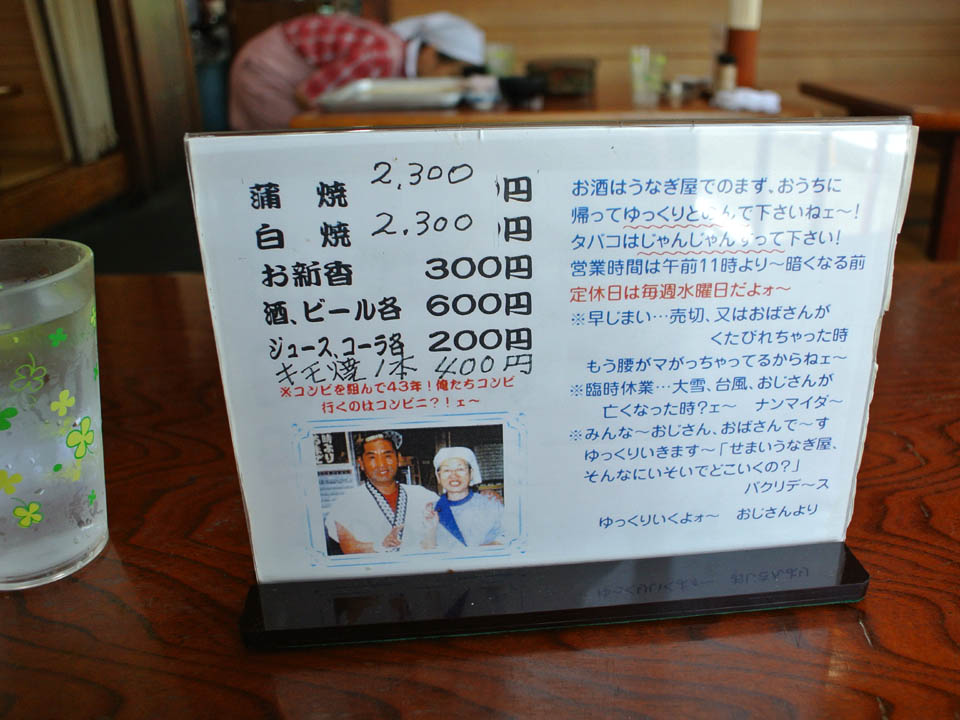 蒲焼 2,300円
白焼 2,300円
お新香 300円
酒、ビール各 600円
ジュース、コーラ各 200円
キモ焼1本 400円
※コンビを組んで43年！俺たちコンビ
行くのはコンビニ？！ェ～
お酒はうなぎ屋でのまず、おうちに
帰ってゆっくりとのんで下さいねェ～！
タバコはじゃんじゃんすって下さい！
営業時間は午前11時より～暗くなる前
定休日は毎週水曜日だよォ～
※早じまい…売切、又はおばさんが
くたびれちゃった時
もう腰がマがっちゃってるからねェ～
※臨時休業…大雪、台風、おじさんが
亡くなった時？ェ～ ナンマイダ～
※みんな～おじさん、おばさんで～す
ゆっくりいきます～「せまいうなぎ屋、
そんなにいそいでどこいくの？」
パクリデ～ス
ゆっくりいくよォ～ おじさんより